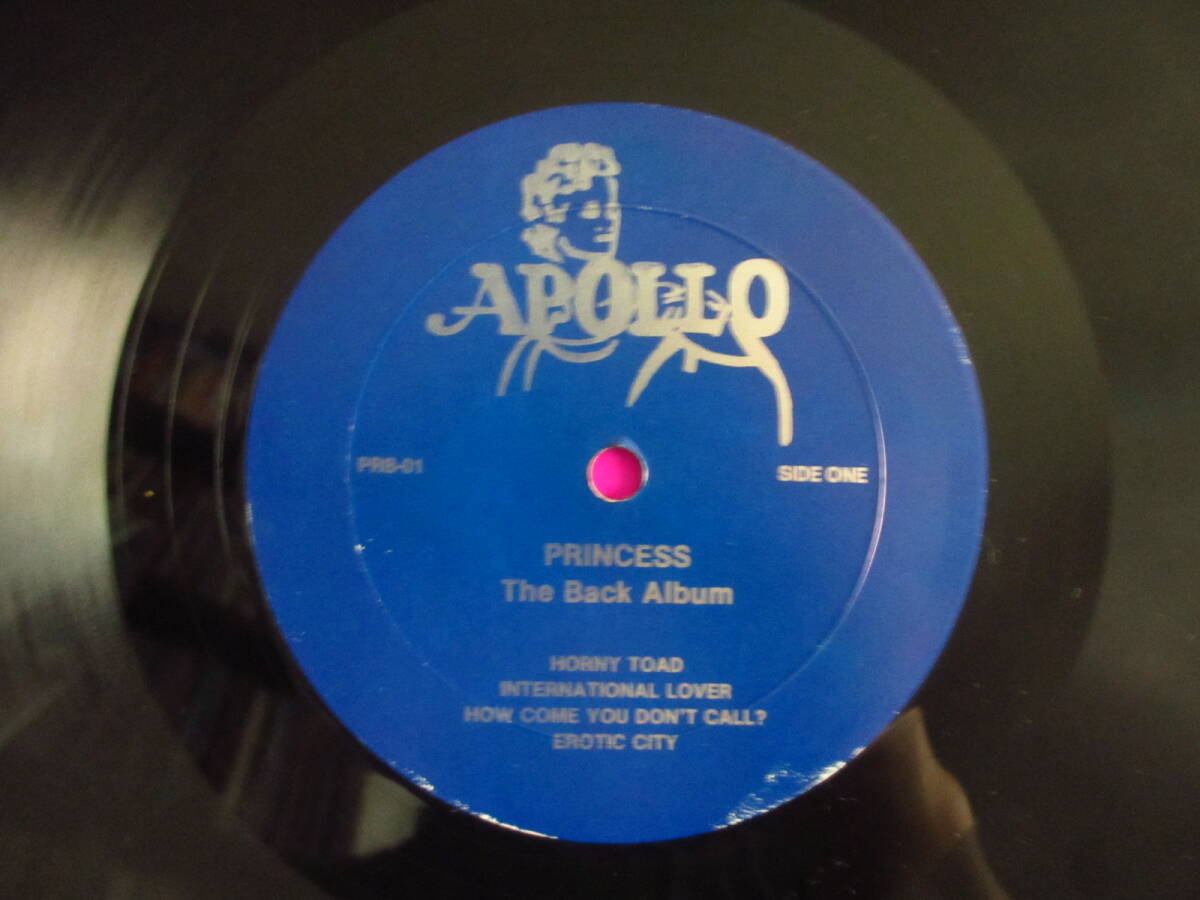 APOLLO
PRB-01
SIDE ONE
PRINCESS
The Back Album
HORNY TOAD
INTERNATIONAL LOVER
HOW COME YOU DON'T CALL?
EROTIC CITY